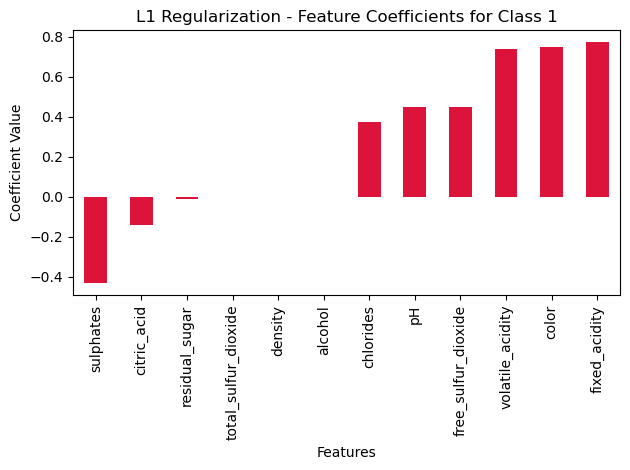 L1 Regularization - Feature Coefficients for Class 1
Coefficient Value
0.8
0.6
0.4
0.2
0.0
−0.2
−0.4
sulphates
citric_acid
residual_sugar
total_sulfur_dioxide
density
alcohol
chlorides
pH
free_sulfur_dioxide
volatile_acidity
color
fixed_acidity
Features